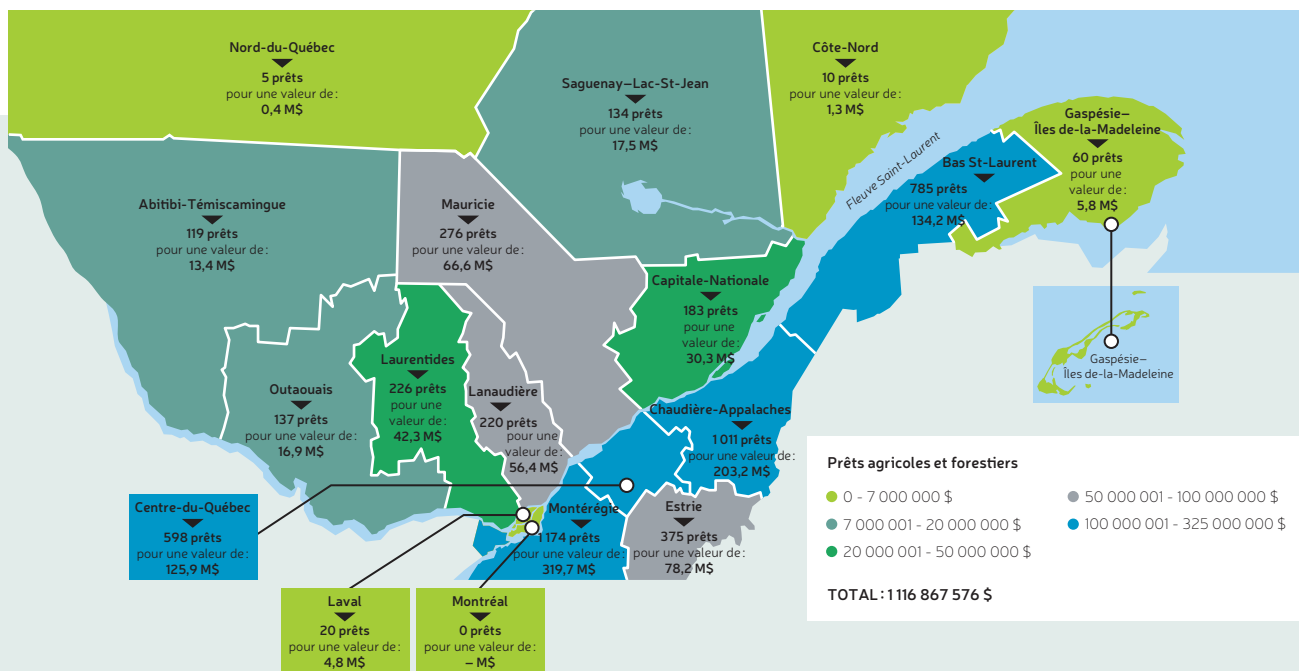 Nord-du-Québec
5 prêts
pour une valeur de :
0,4 M$
Saguenay–Lac-St-Jean
134 prêts
pour une valeur de :
17,5 M$
Côte-Nord
10 prêts
pour une valeur de :
1,3 M$
Gaspésie–
Îles de-la-Madeleine
60 prêts
pour une
valeur de :
5,8 M$
Fleuve Saint-Laurent
Bas St-Laurent
785 prêts
pour une valeur de :
134,2 M$
Abitibi-Témiscamingue
119 prêts
pour une valeur de :
13,4 M$
Mauricie
276 prêts
pour une valeur de :
66,6 M$
Capitale-Nationale
183 prêts
pour une
valeur de :
30,3 M$
Gaspésie–
Îles de-la-Madeleine
Outaouais
137 prêts
pour une valeur de :
16,9 M$
Laurentides
226 prêts
pour une
valeur de :
42,3 M$
Lanaudière
220 prêts
pour une
valeur de :
56,4 M$
Chaudière-Appalaches
1 011 prêts
pour une valeur de :
203,2 M$
Centre-du-Québec
598 prêts
pour une valeur de :
125,9 M$
Montérégie
1 174 prêts
pour une valeur de :
319,7 M$
Estrie
375 prêts
pour une valeur de :
78,2 M$
Laval
20 prêts
pour une valeur de :
4,8 M$
Montréal
0 prêts
pour une valeur de :
– M$
Prêts agricoles et forestiers
0 - 7 000 000 $
7 000 001 - 20 000 000 $
20 000 001 - 50 000 000 $
50 000 001 - 100 000 000 $
100 000 001 - 325 000 000 $
TOTAL : 1 116 867 576 $